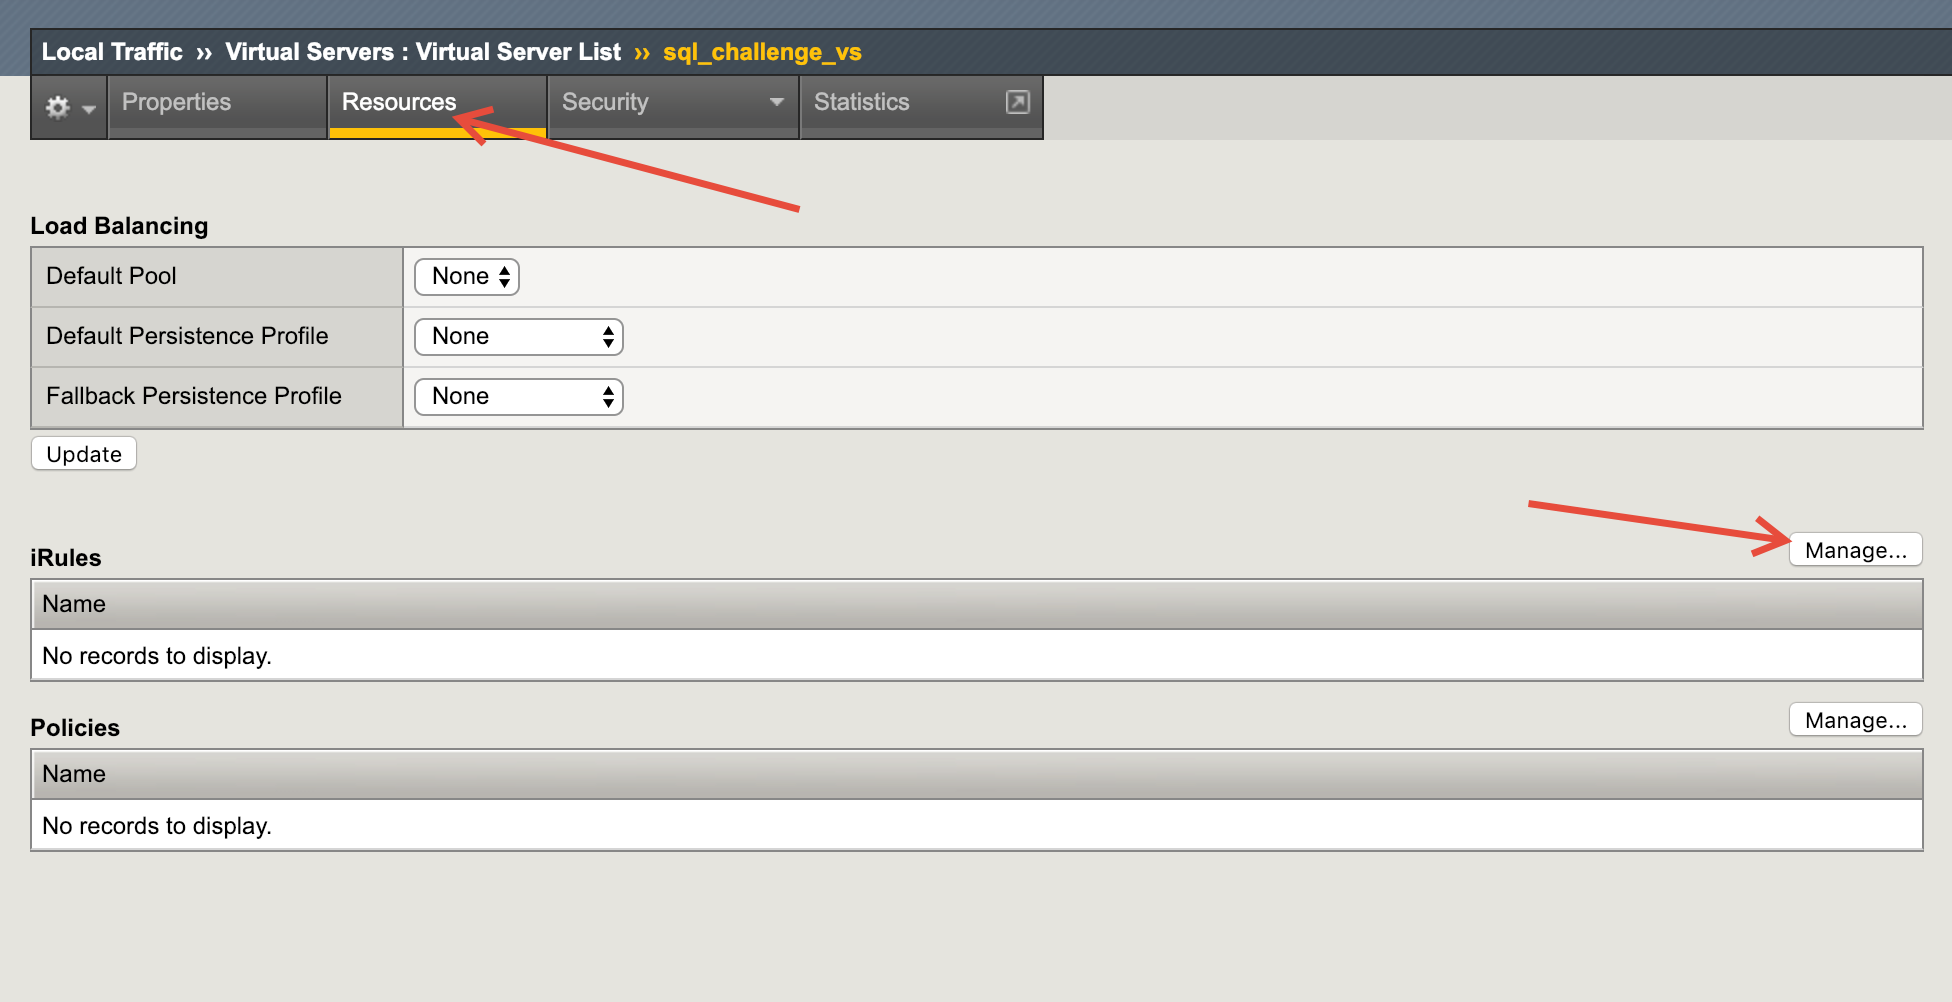 Local Traffic ›› Virtual Servers : Virtual Server List ›› sql_challenge_vs
Properties
Resources
Security
Statistics
Load Balancing
Default Pool
None
Default Persistence Profile
None
Fallback Persistence Profile
None
Update
iRules
Manage...
Name
No records to display.
Policies
Manage...
Name
No records to display.